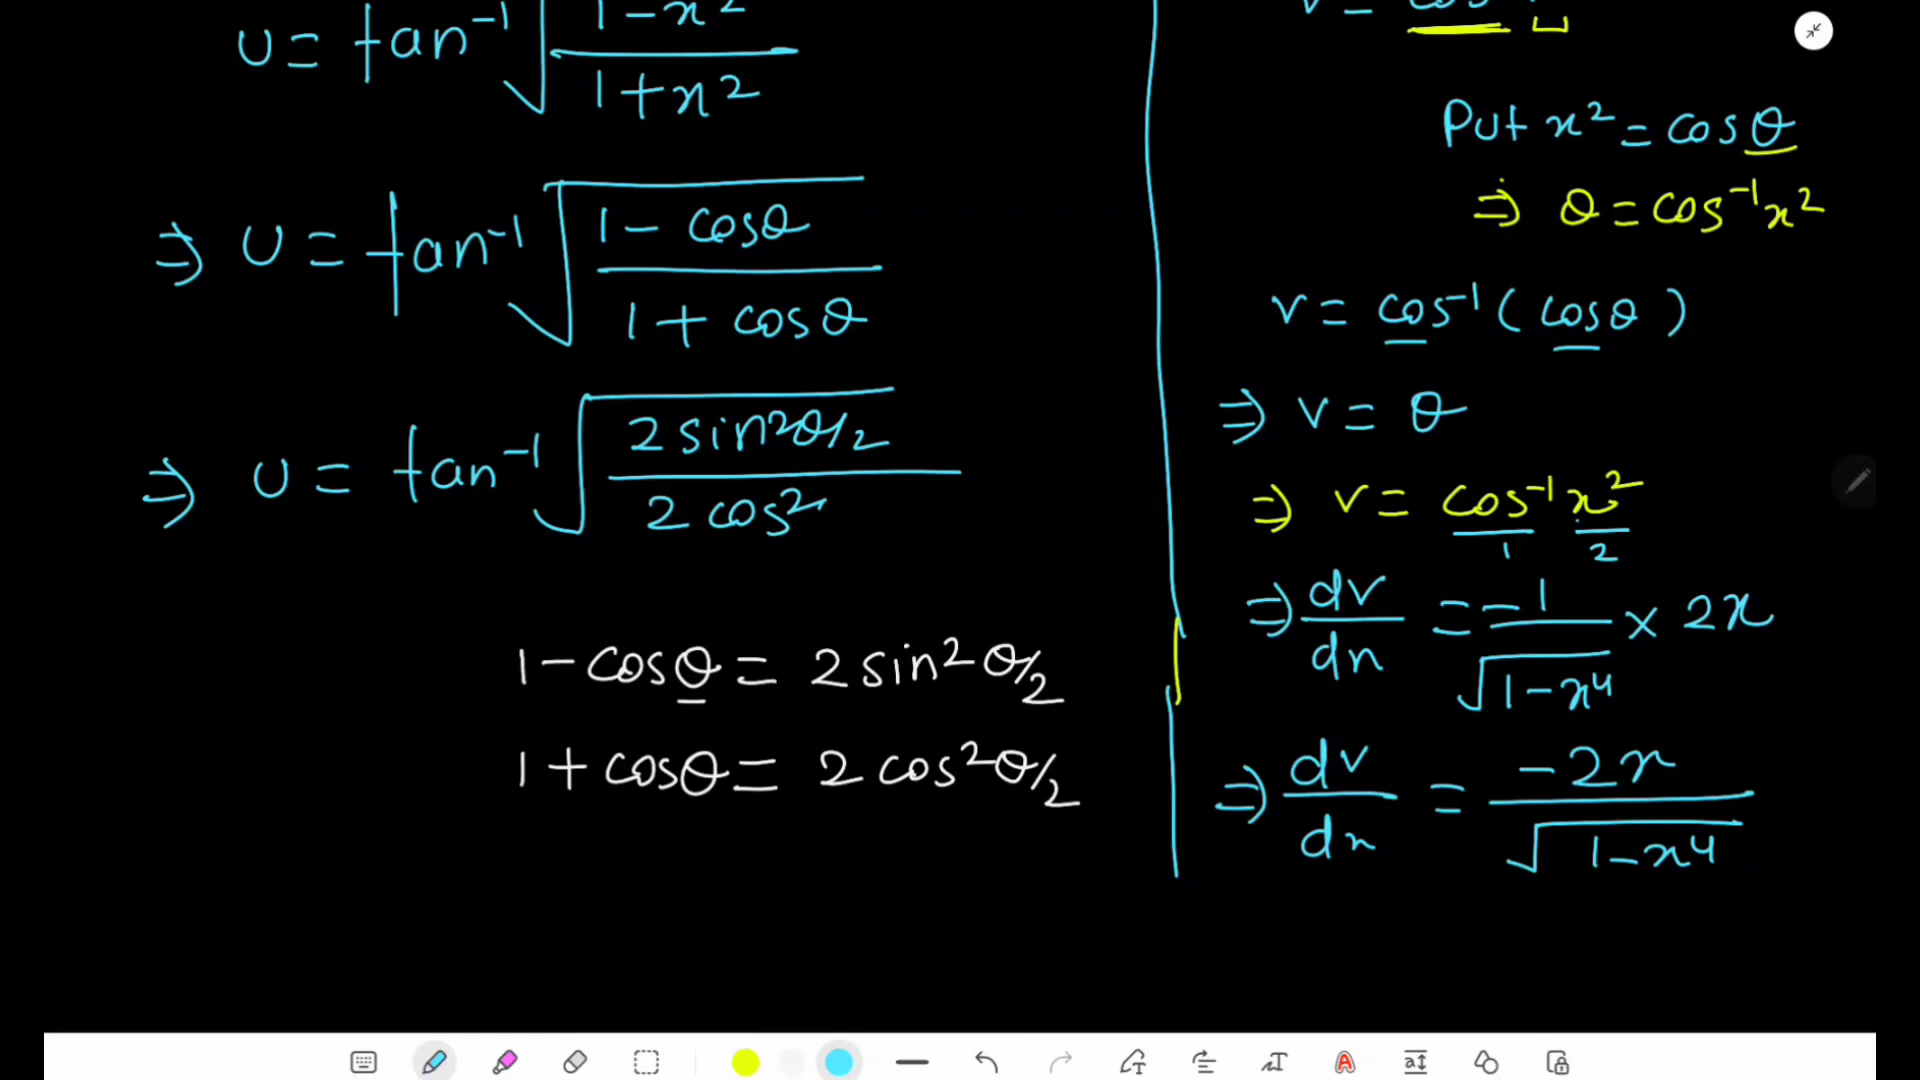 u = tan⁻¹ √((1 - x²)/(1 + x²))
⇒ u = tan⁻¹ √((1 - cosθ)/(1 + cosθ))
⇒ u = tan⁻¹ √((2 sin²θ/2)/(2 cos²
1 - cosθ = 2 sin²θ/2
1 + cosθ = 2 cos²θ/2
Put x² = cosθ
⇒ θ = cos⁻¹x²
v = cos⁻¹(cosθ)
⇒ v = θ
⇒ v = cos⁻¹x²
1 2
⇒ dv/dx = -1/√(1-x⁴) × 2x
⇒ dv/dx = -2x/√(1-x⁴)